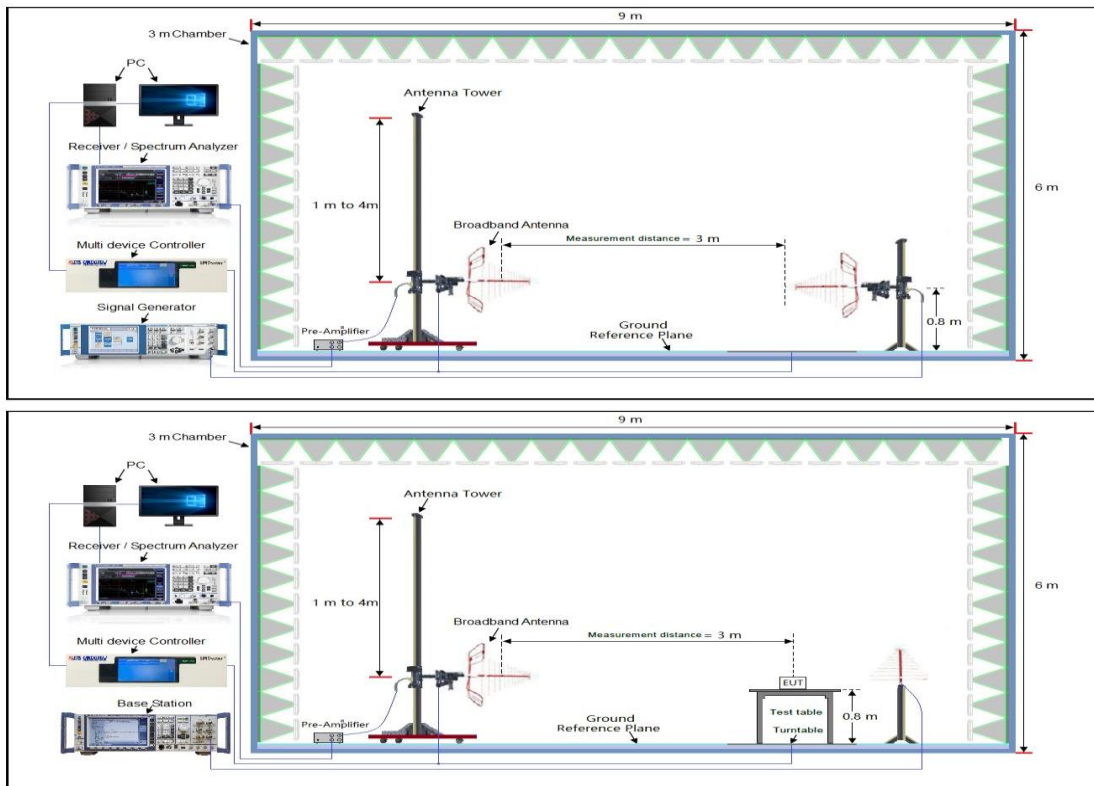 9 m
3 m Chamber
PC
Antenna Tower
Receiver / Spectrum Analyzer
6 m
1 m to 4m
Broadband Antenna
Measurement distance = 3 m
Multi device Controller
Signal Generator
0.8 m
Pre-Amplifier
Ground
Reference Plane
9 m
3 m Chamber
PC
Antenna Tower
Receiver / Spectrum Analyzer
6 m
1 m to 4m
Broadband Antenna
Measurement distance = 3 m
Multi device Controller
EUT
Base Station
Test table
0.8 m
Pre-Amplifier
Ground
Reference Plane
Turntable